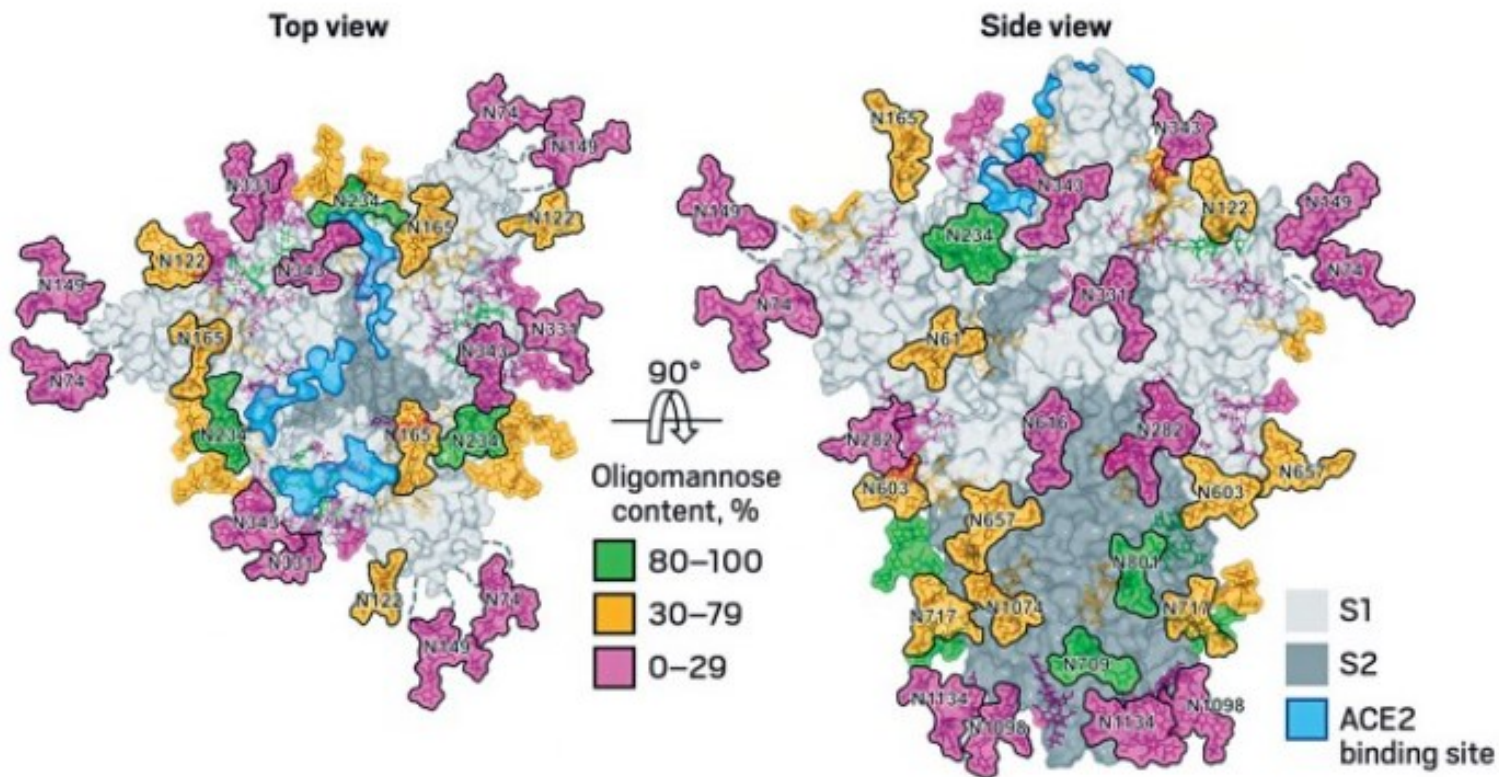 Top view
N74
N149
N331
N234
N165
N122
N122
N343
N149
N165
N331
N343
N74
N234
N165
N234
N343
N331
N122
N74
N149
90°
Oligomannose
content, %
80–100
30–79
0–29
Side view
N165
N343
N343
N149
N122
N149
N234
N74
N74
N331
N61
N282
N616
N282
N603
N657
N603
N657
N801
N717
N1074
N717
N709
N1134
N1098
N1134
N1098
S1
S2
ACE2
binding site